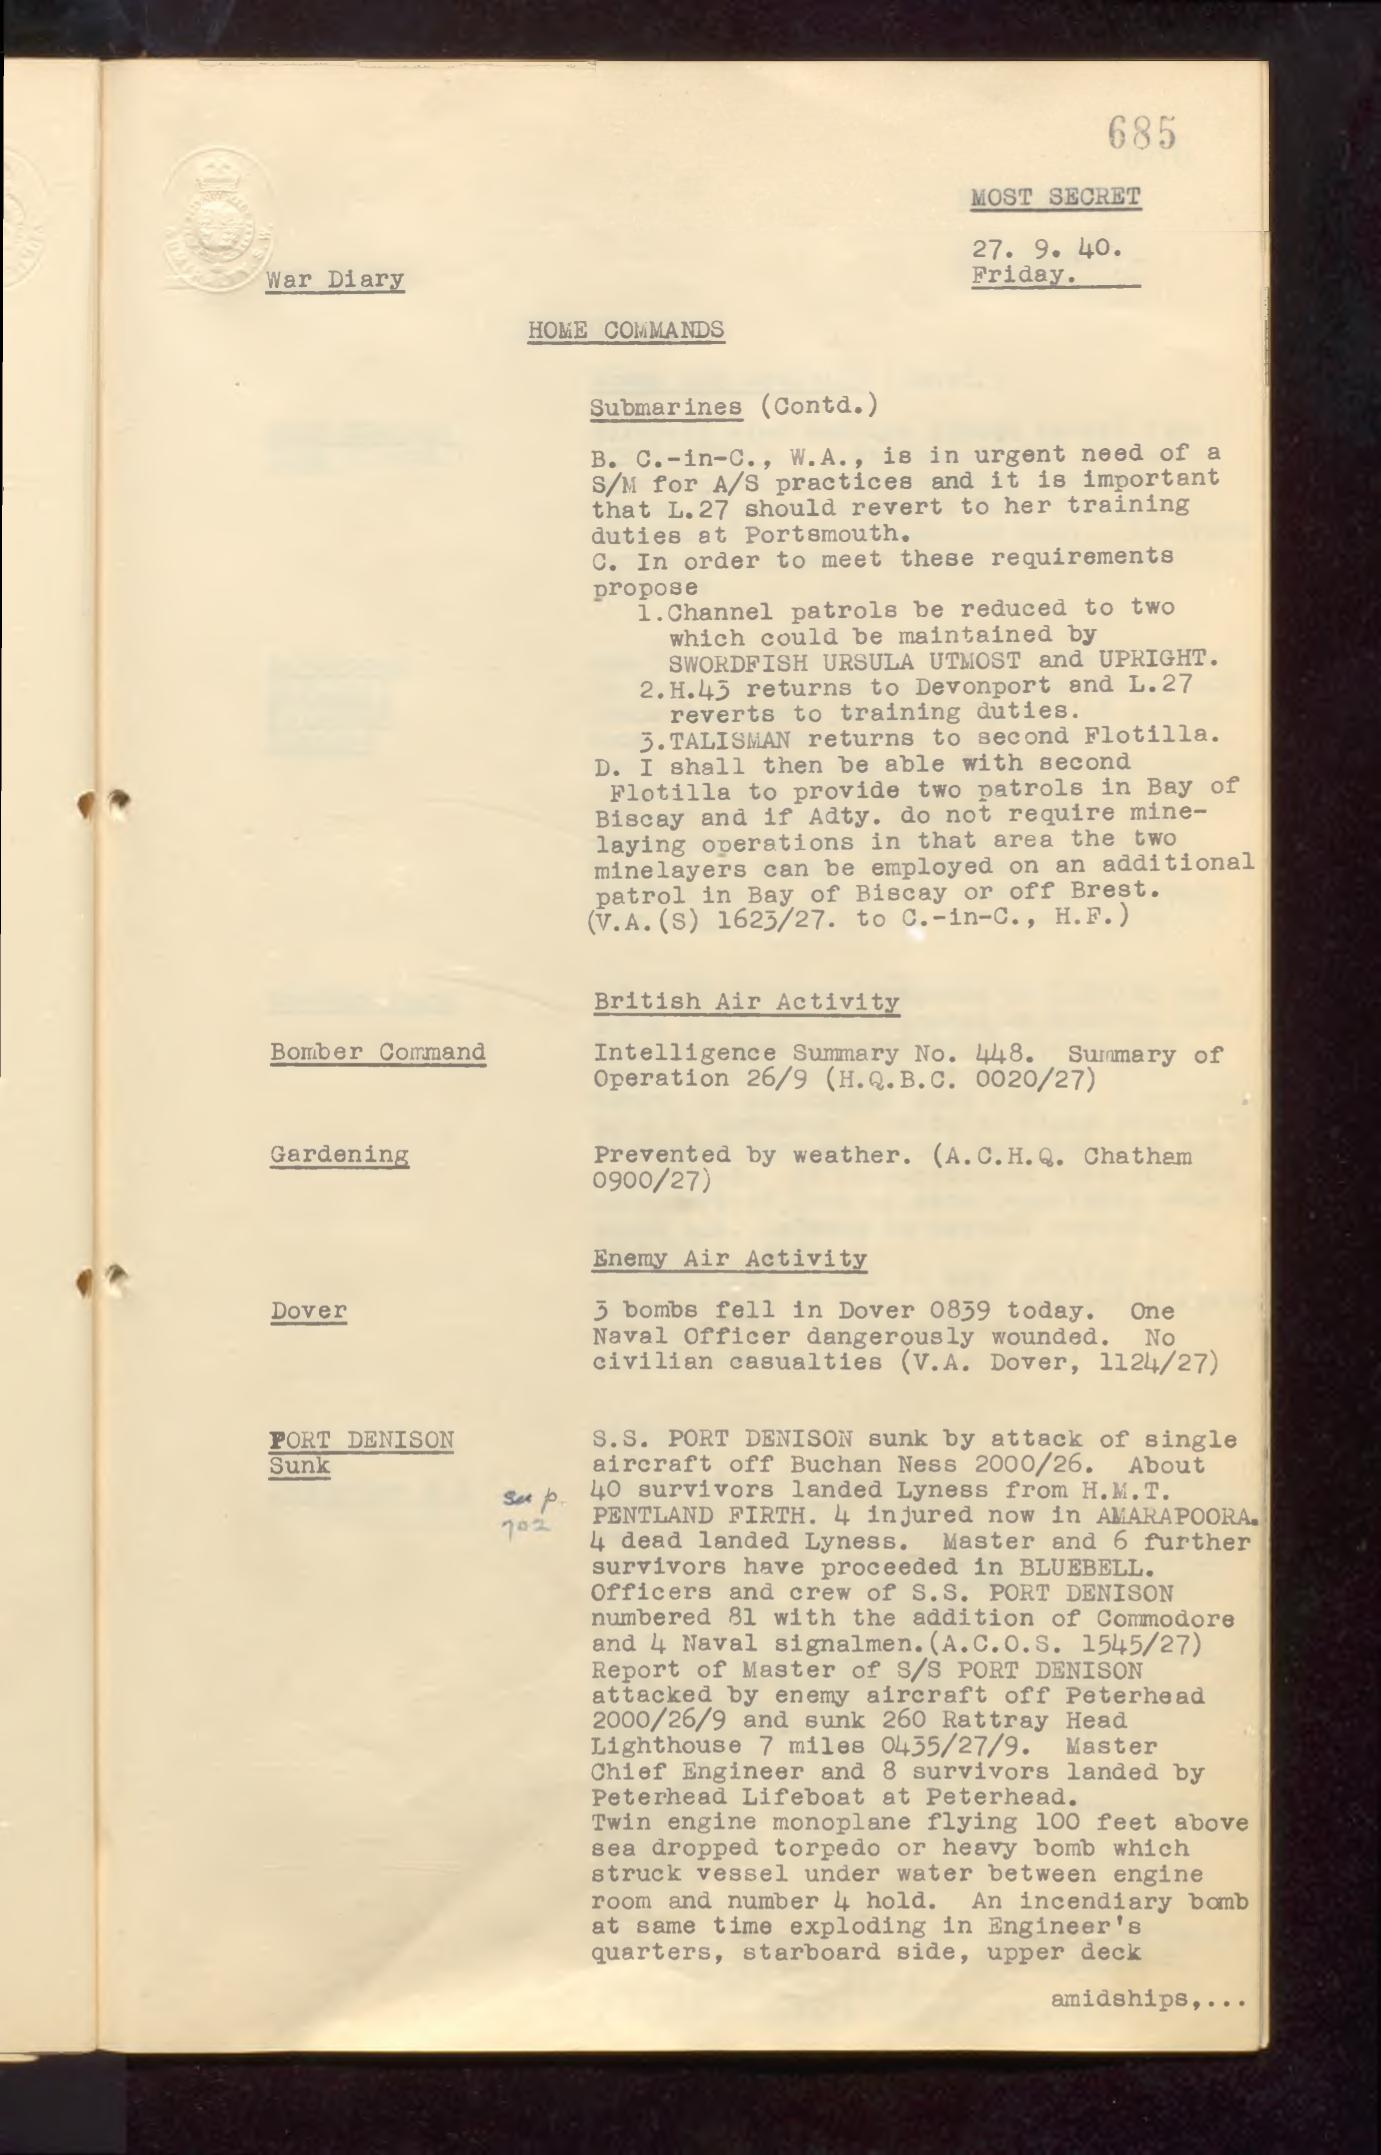 685
MOST SECRET
27. 9. 40.
Friday.
War Diary
HOME COMMANDS
Submarines (Contd.)
B. C.-in-C., W.A., is in urgent need of a
S/M for A/S practices and it is important
that L.27 should revert to her training
duties at Portsmouth.
C. In order to meet these requirements
propose
1.Channel patrols be reduced to two
which could be maintained by
SWORDFISH URSULA UTMOST and UPRIGHT.
2.H.43 returns to Devonport and L.27
reverts to training duties.
3.TALISMAN returns to second Flotilla.
D. I shall then be able with second
Flotilla to provide two patrols in Bay of
Biscay and if Adty. do not require mine-
laying operations in that area the two
minelayers can be employed on an additional
patrol in Bay of Biscay or off Brest.
(V.A.(S) 1623/27. to C.-in-C., H.F.)
British Air Activity
Bomber Command
Intelligence Summary No. 448. Summary of
Operation 26/9 (H.Q.B.C. 0020/27)
Gardening
Prevented by weather. (A.C.H.Q. Chatham
0900/27)
Enemy Air Activity
Dover
3 bombs fell in Dover 0839 today. One
Naval Officer dangerously wounded. No
civilian casualties (V.A. Dover, 1124/27)
PORT DENISON
Sunk
see p.
702
S.S. PORT DENISON sunk by attack of single
aircraft off Buchan Ness 2000/26. About
40 survivors landed Lyness from H.M.T.
PENTLAND FIRTH. 4 injured now in AMARAPOORA.
4 dead landed Lyness. Master and 6 further
survivors have proceeded in BLUEBELL.
Officers and crew of S.S. PORT DENISON
numbered 81 with the addition of Commodore
and 4 Naval signalmen.(A.C.O.S. 1545/27)
Report of Master of S/S PORT DENISON
attacked by enemy aircraft off Peterhead
2000/26/9 and sunk 260 Rattray Head
Lighthouse 7 miles 0435/27/9. Master
Chief Engineer and 8 survivors landed by
Peterhead Lifeboat at Peterhead.
Twin engine monoplane flying 100 feet above
sea dropped torpedo or heavy bomb which
struck vessel under water between engine
room and number 4 hold. An incendiary bomb
at same time exploding in Engineer's
quarters, starboard side, upper deck
amidships,...